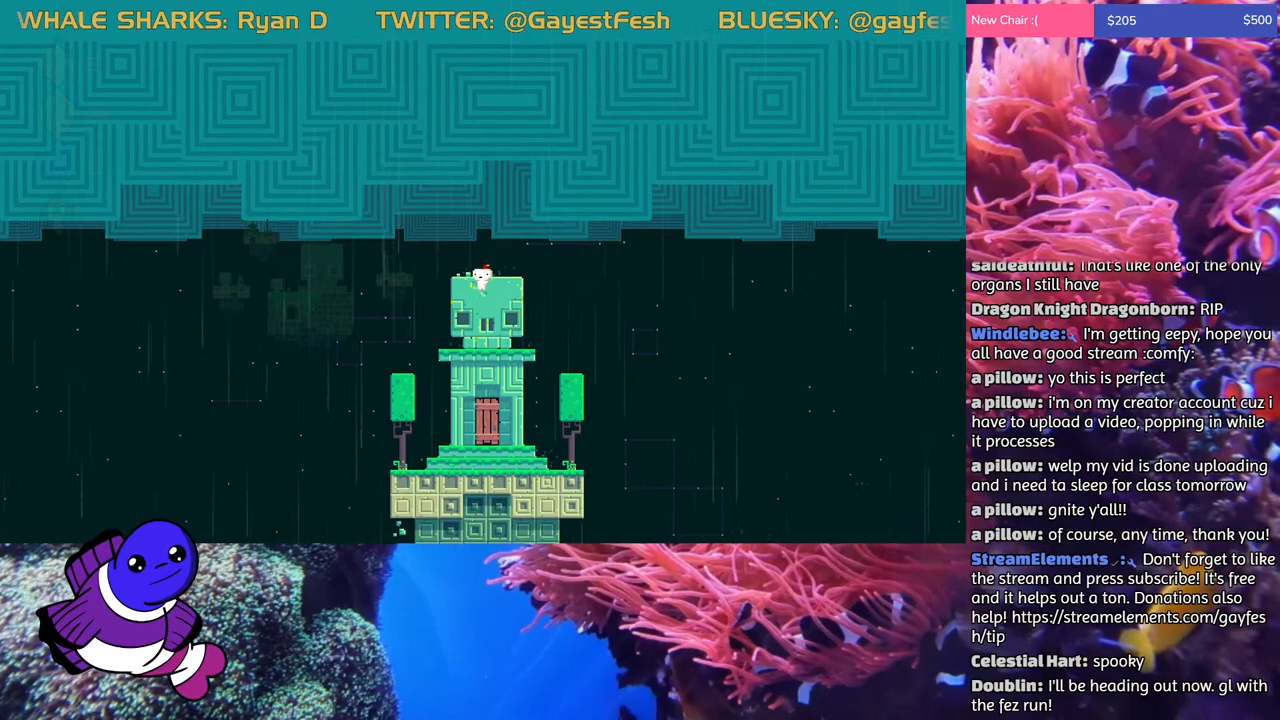 WHALE SHARKS: Ryan D TWITTER: @GayestFesh BLUESKY: @gayfes
New Chair :( $205 $500
saldeathful: That's like one of the only
organs I still have
Dragon Knight Dragonborn: RIP
Windlebee: I'm getting eepy, hope you
all have a good stream :comfy:
a pillow: yo this is perfect
a pillow: i'm on my creator account cuz i
have to upload a video, popping in while
it processes
a pillow: welp my vid is done uploading
and i need ta sleep for class tomorrow
a pillow: gnite y'all!!
a pillow: of course, any time, thank you!
StreamElements : Don't forget to like
the stream and press subscribe! It's free
and it helps out a ton. Donations also
help! https://streamelements.com/gayfes
h/tip
Celestial Hart: spooky
Doublin: I'll be heading out now. gl with
the fez run!